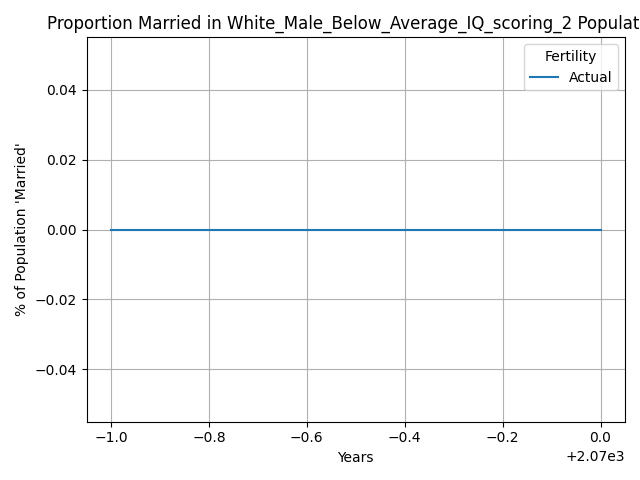 Proportion Married in White_Male_Below_Average_IQ_scoring_2 Populat
Fertility
Actual
0.04
0.02
0.00
−0.02
−0.04
% of Population 'Married'
−1.0 −0.8 −0.6 −0.4 −0.2 0.0
+2.07e3
Years